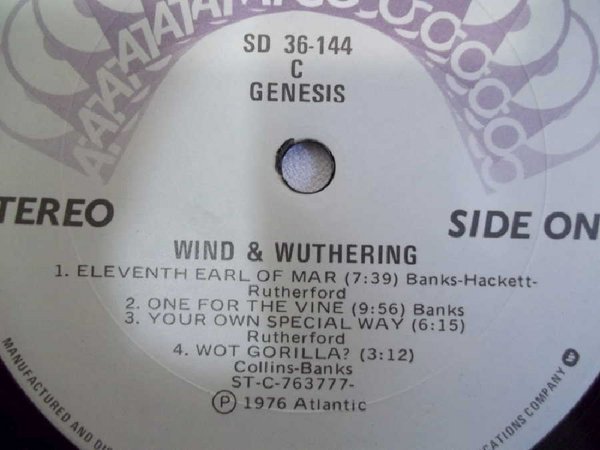 SD 36-144
C
GENESIS
TEREO
SIDE ON
WIND & WUTHERING
1. ELEVENTH EARL OF MAR (7:39) Banks-Hackett-
Rutherford
2. ONE FOR THE VINE (9:56) Banks
3. YOUR OWN SPECIAL WAY (6:15)
Rutherford
4. WOT GORILLA? (3:12)
Collins-Banks
ST-C-763777-
Ⓟ 1976 Atlantic
MANUFACTURED AND
CATIONS COMPANY